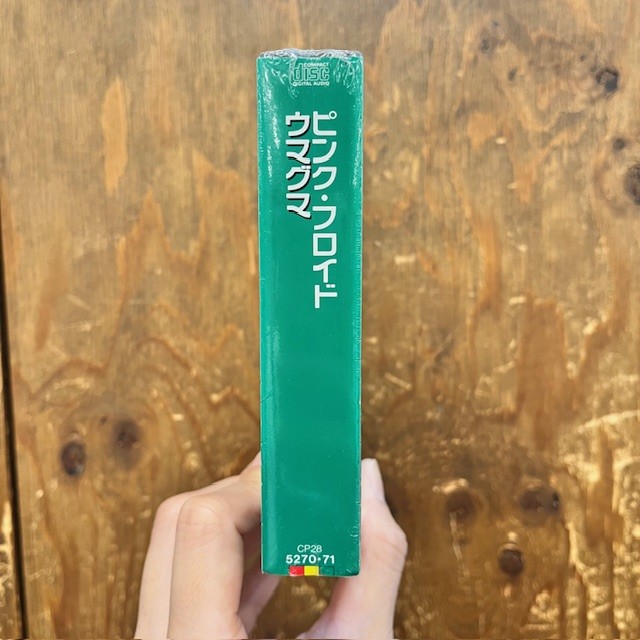 COMPACT
DISC
DIGITAL AUDIO
ピンク・フロイド
ウマグマ
CP28
5270・71